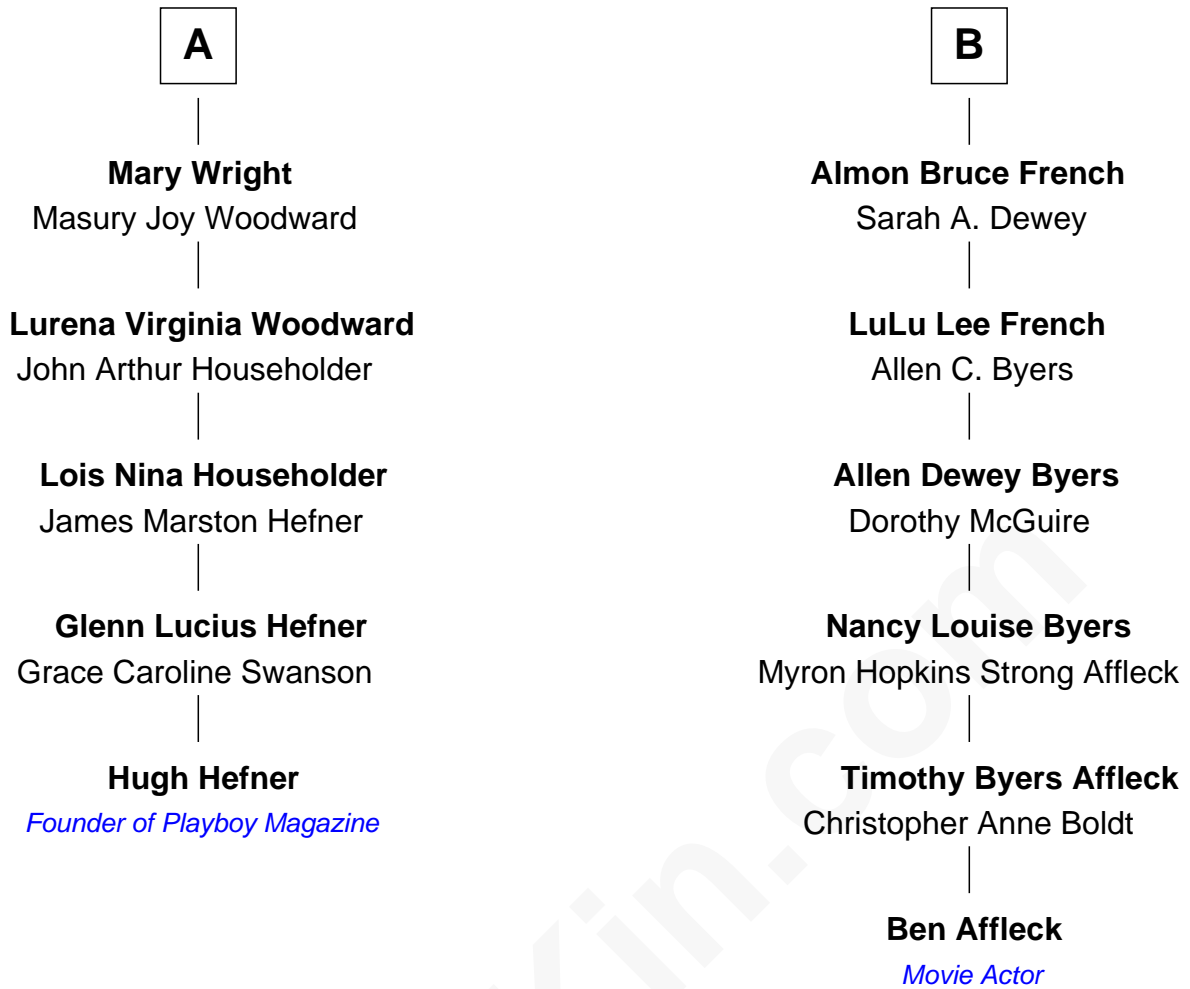 A
Mary Wright
Masury Joy Woodward
Lurena Virginia Woodward
John Arthur Householder
Lois Nina Householder
James Marston Hefner
Glenn Lucius Hefner
Grace Caroline Swanson
Hugh Hefner
Founder of Playboy Magazine
B
Almon Bruce French
Sarah A. Dewey
LuLu Lee French
Allen C. Byers
Allen Dewey Byers
Dorothy McGuire
Nancy Louise Byers
Myron Hopkins Strong Affleck
Timothy Byers Affleck
Christopher Anne Boldt
Ben Affleck
Movie Actor